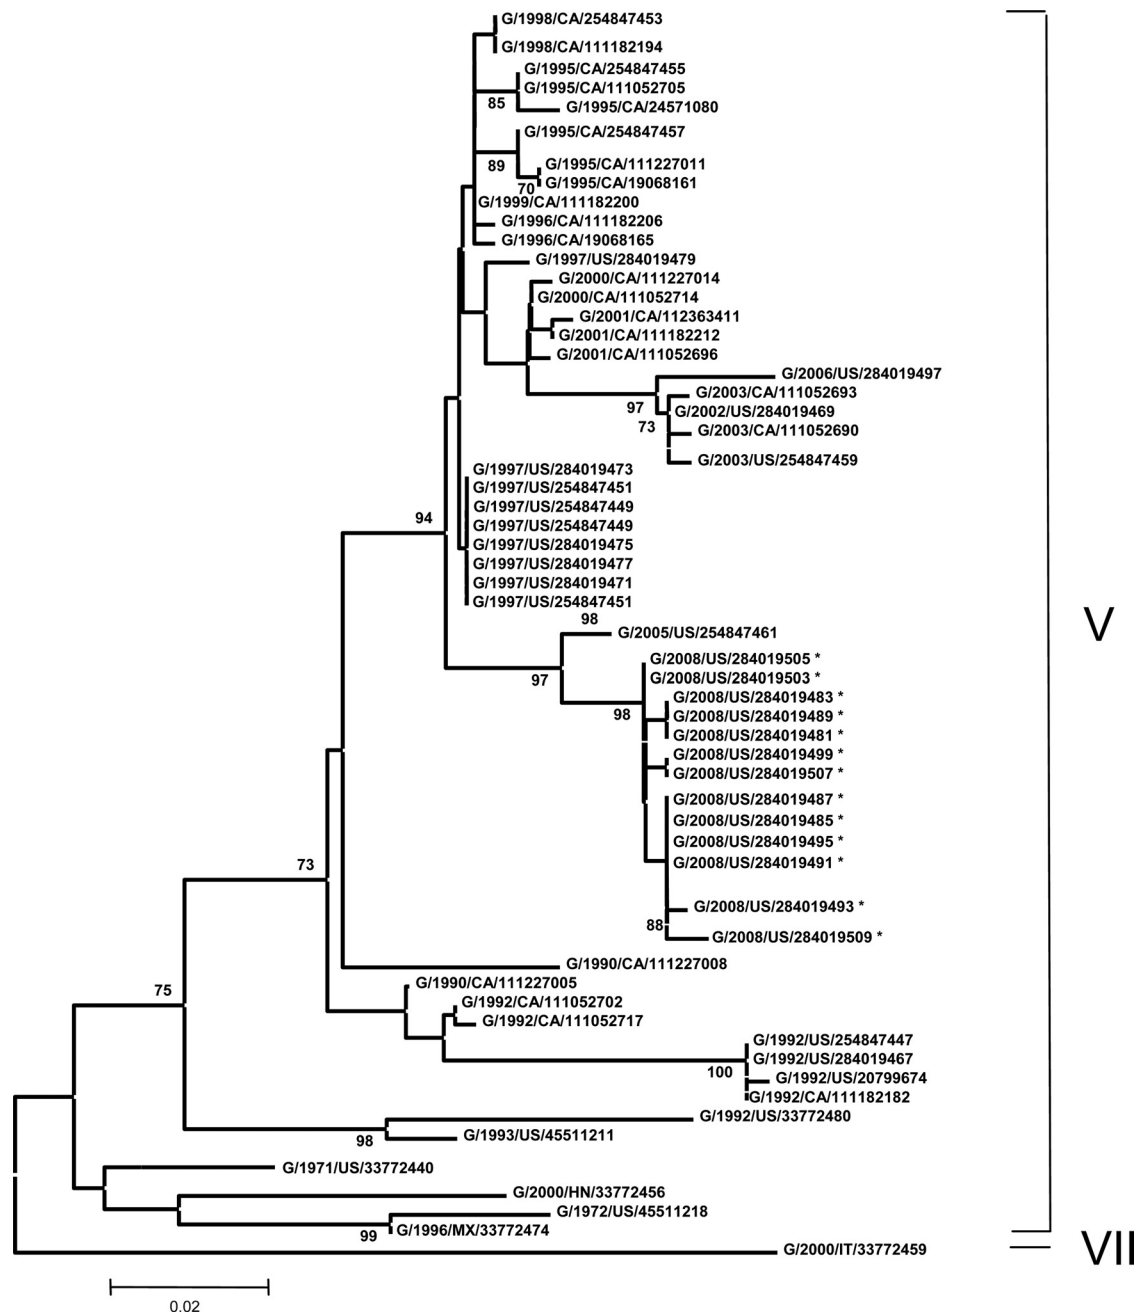 G/1998/CA/254847453
G/1998/CA/111182194
G/1995/CA/254847455
G/1995/CA/111052705
85
G/1995/CA/24571080
G/1995/CA/254847457
89
G/1995/CA/111227011
70
G/1995/CA/19068161
G/1999/CA/111182200
G/1996/CA/111182206
G/1996/CA/19068165
G/1997/US/284019479
G/2000/CA/111227014
G/2000/CA/111052714
G/2001/CA/112363411
G/2001/CA/111182212
G/2001/CA/111052696
G/2006/US/284019497
97
G/2003/CA/111052693
G/2002/US/284019469
73
G/2003/CA/111052690
G/2003/US/254847459
G/1997/US/284019473
G/1997/US/254847451
G/1997/US/254847449
94
G/1997/US/254847449
G/1997/US/284019475
G/1997/US/284019477
G/1997/US/284019471
G/1997/US/254847451
98
G/2005/US/254847461
V
97
G/2008/US/284019505 *
G/2008/US/284019503 *
98
G/2008/US/284019483 *
G/2008/US/284019489 *
G/2008/US/284019481 *
G/2008/US/284019499 *
G/2008/US/284019507 *
G/2008/US/284019487 *
G/2008/US/284019485 *
G/2008/US/284019495 *
G/2008/US/284019491 *
73
G/2008/US/284019493 *
88
G/2008/US/284019509 *
G/1990/CA/111227008
75
G/1990/CA/111227005
G/1992/CA/111052702
G/1992/CA/111052717
G/1992/US/254847447
G/1992/US/284019467
100
G/1992/US/20799674
G/1992/CA/111182182
G/1992/US/33772480
98
G/1993/US/45511211
G/1971/US/33772440
G/2000/HN/33772456
G/1972/US/45511218
99
G/1996/MX/33772474
G/2000/IT/33772459
VII
0.02